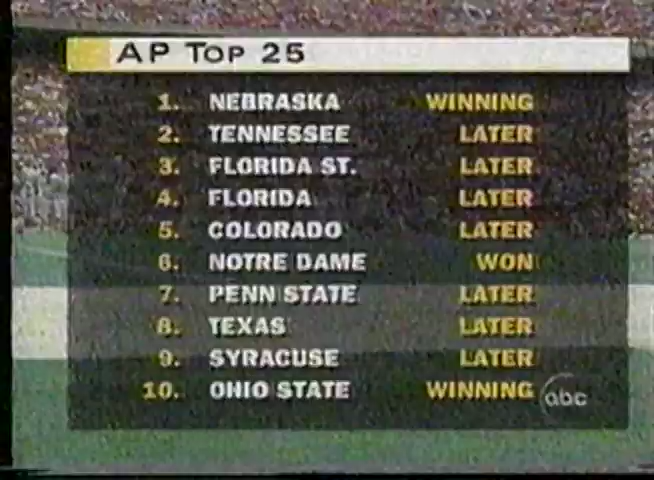 AP TOP 25
1. NEBRASKA WINNING
2. TENNESSEE LATER
3. FLORIDA ST. LATER
4. FLORIDA LATER
5. COLORADO LATER
6. NOTRE DAME WON
7. PENN STATE LATER
8. TEXAS LATER
9. SYRACUSE LATER
10. OHIO STATE WINNING
abc